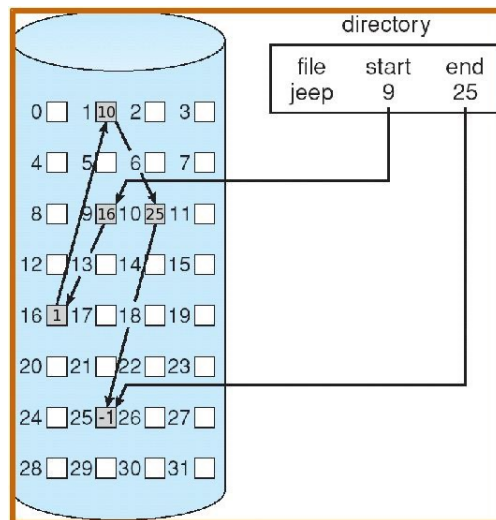 directory
file start end
jeep 9 25
0 1 10 2 3
4 5 6 7
8 9 16 10 25 11
12 13 14 15
16 1 17 18 19
20 21 22 23
24 25 -1 26 27
28 29 30 31